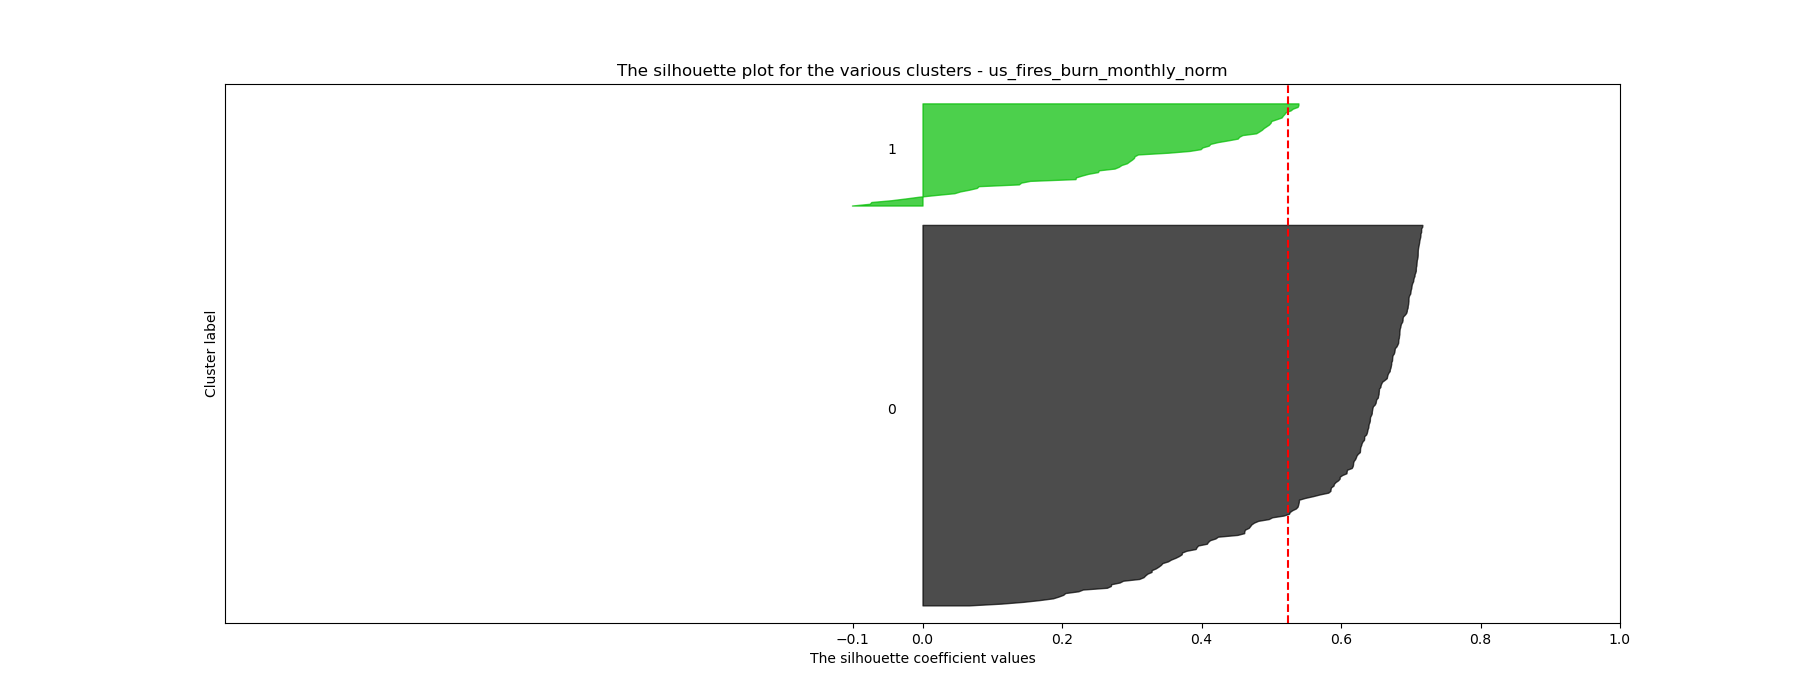 The silhouette plot for the various clusters - us_fires_burn_monthly_norm
1
0
Cluster label
−0.1 0.0 0.2 0.4 0.6 0.8 1.0
The silhouette coefficient values